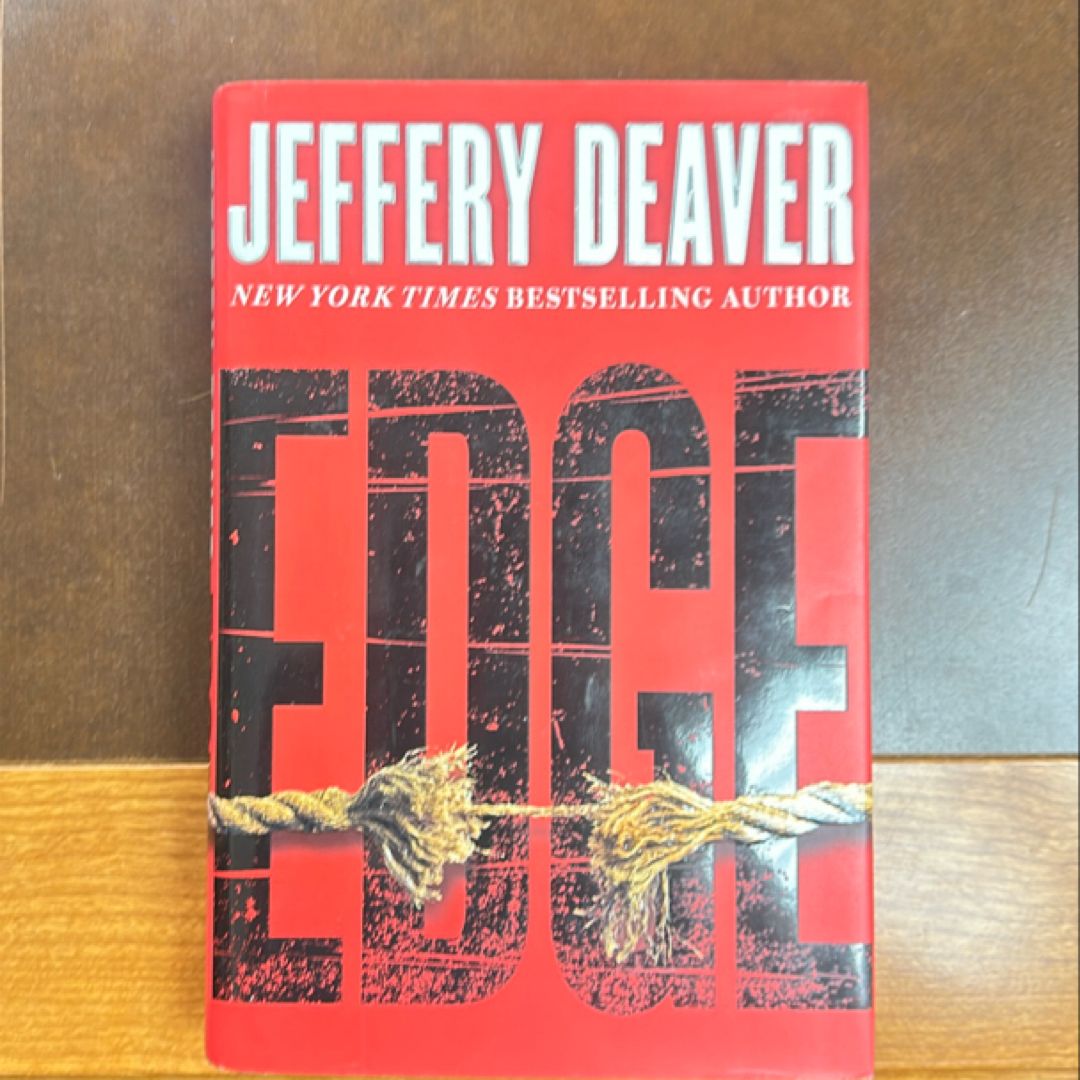 JEFFERY DEAVER
NEW YORK TIMES BESTSELLING AUTHOR
EDGE